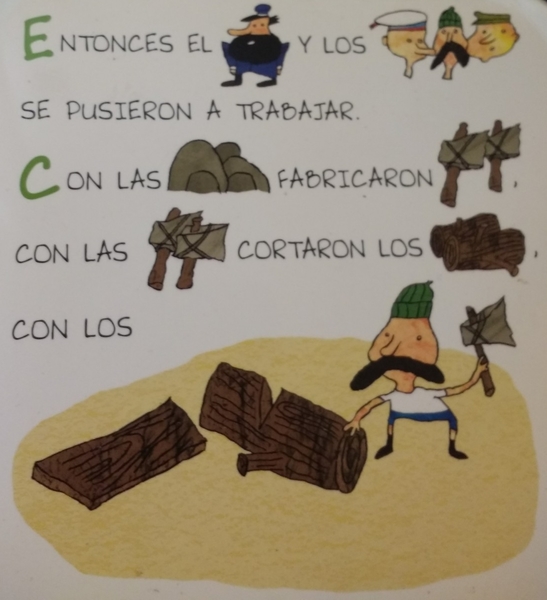 ENTONCES EL Y LOS
SE PUSIERON A TRABAJAR.
CON LAS FABRICARON ,
CON LAS CORTARON LOS ,
CON LOS